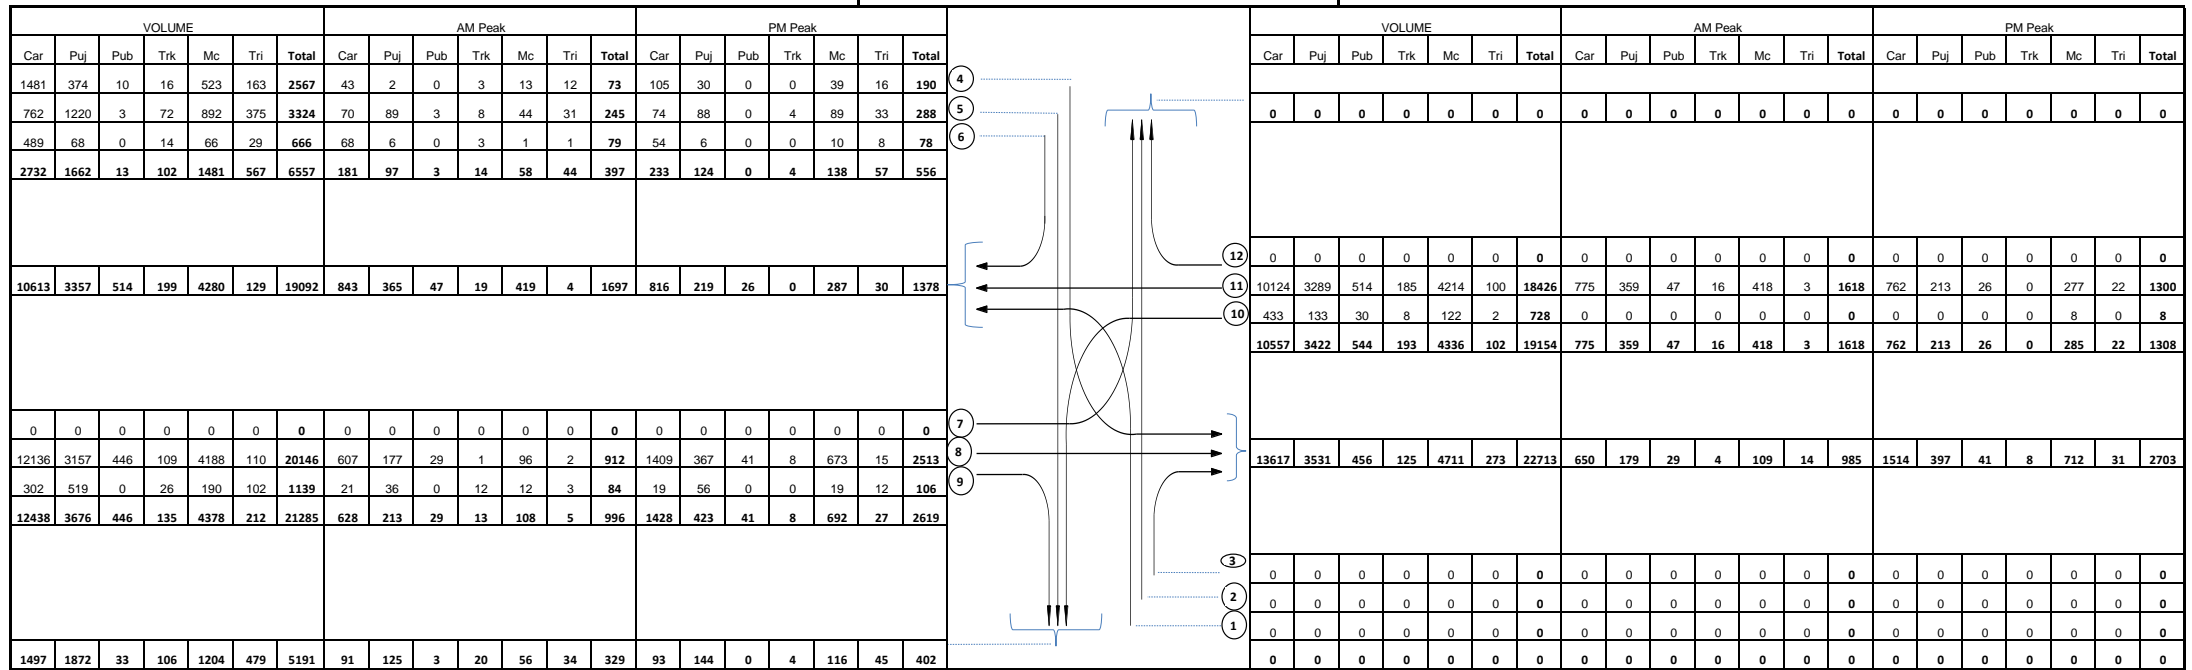 VOLUME AM Peak PM Peak VOLUME AM Peak PM Peak
Car Puj Pub Trk Mc Tri Total Car Puj Pub Trk Mc Tri Total Car Puj Pub Trk Mc Tri Total Car Puj Pub Trk Mc Tri Total Car Puj Pub Trk Mc Tri Total Car Puj Pub Trk Mc Tri Total
1481 374 10 16 523 163 2567 43 2 0 3 13 12 73 105 30 0 0 39 16 190 4
762 1220 3 72 892 375 3324 70 89 3 8 44 31 245 74 88 0 4 89 33 288 5 0 0 0 0 0 0 0 0 0 0 0 0 0 0 0 0 0 0 0 0 0
489 68 0 14 66 29 666 68 6 0 3 1 1 79 54 6 0 0 10 8 78 6
2732 1662 13 102 1481 567 6557 181 97 3 14 58 44 397 233 124 0 4 138 57 556
12 0 0 0 0 0 0 0 0 0 0 0 0 0 0 0 0 0 0 0 0 0
10613 3357 514 199 4280 129 19092 843 365 47 19 419 4 1697 816 219 26 0 287 30 1378 11 10124 3289 514 185 4214 100 18426 775 359 47 16 418 3 1618 762 213 26 0 277 22 1300
10 433 133 30 8 122 2 728 0 0 0 0 0 0 0 0 0 0 0 8 0 8
10557 3422 544 193 4336 102 19154 775 359 47 16 418 3 1618 762 213 26 0 285 22 1308
0 0 0 0 0 0 0 0 0 0 0 0 0 0 0 0 0 0 0 0 0 7
12136 3157 446 109 4188 110 20146 607 177 29 1 96 2 912 1409 367 41 8 673 15 2513 8 13617 3531 456 125 4711 273 22713 650 179 29 4 109 14 985 1514 397 41 8 712 31 2703
302 519 0 26 190 102 1139 21 36 0 12 12 3 84 19 56 0 0 19 12 106 9
12438 3676 446 135 4378 212 21285 628 213 29 13 108 5 996 1428 423 41 8 692 27 2619
3 0 0 0 0 0 0 0 0 0 0 0 0 0 0 0 0 0 0 0 0 0
2 0 0 0 0 0 0 0 0 0 0 0 0 0 0 0 0 0 0 0 0 0
1 0 0 0 0 0 0 0 0 0 0 0 0 0 0 0 0 0 0 0 0 0
1497 1872 33 106 1204 479 5191 91 125 3 20 56 34 329 93 144 0 4 116 45 402 0 0 0 0 0 0 0 0 0 0 0 0 0 0 0 0 0 0 0 0 0